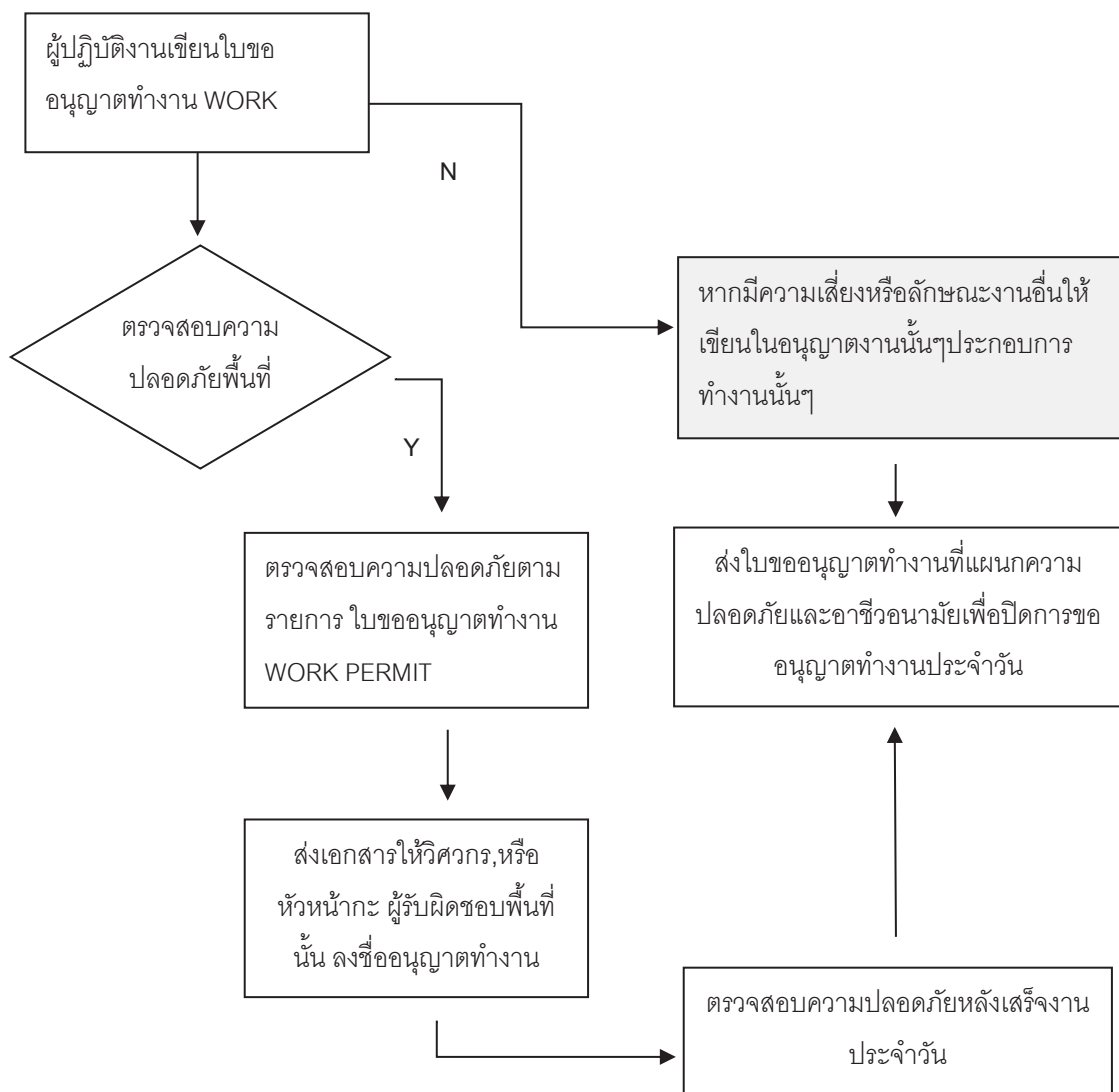 ผู้ปฏิบัติงานเขียนใบขอ
อนุญาตทำงาน WORK
N
ตรวจสอบความ
ปลอดภัยพื้นที่
Y
หากมีความเสี่ยงหรือลักษณะงานอื่นให้
เขียนในอนุญาตงานนั้นๆประกอบการ
ทำงานนั้นๆ
ตรวจสอบความปลอดภัยตาม
รายการ ใบขออนุญาตทำงาน
WORK PERMIT
ส่งใบขออนุญาตทำงานที่แผนกความ
ปลอดภัยและอาชีวอนามัยเพื่อปิดการขอ
อนุญาตทำงานประจำวัน
ส่งเอกสารให้วิศวกร,หรือ
หัวหน้ากะ ผู้รับผิดชอบพื้นที่
นั้น ลงชื่ออนุญาตทำงาน
ตรวจสอบความปลอดภัยหลังเสร็จงาน
ประจำวัน